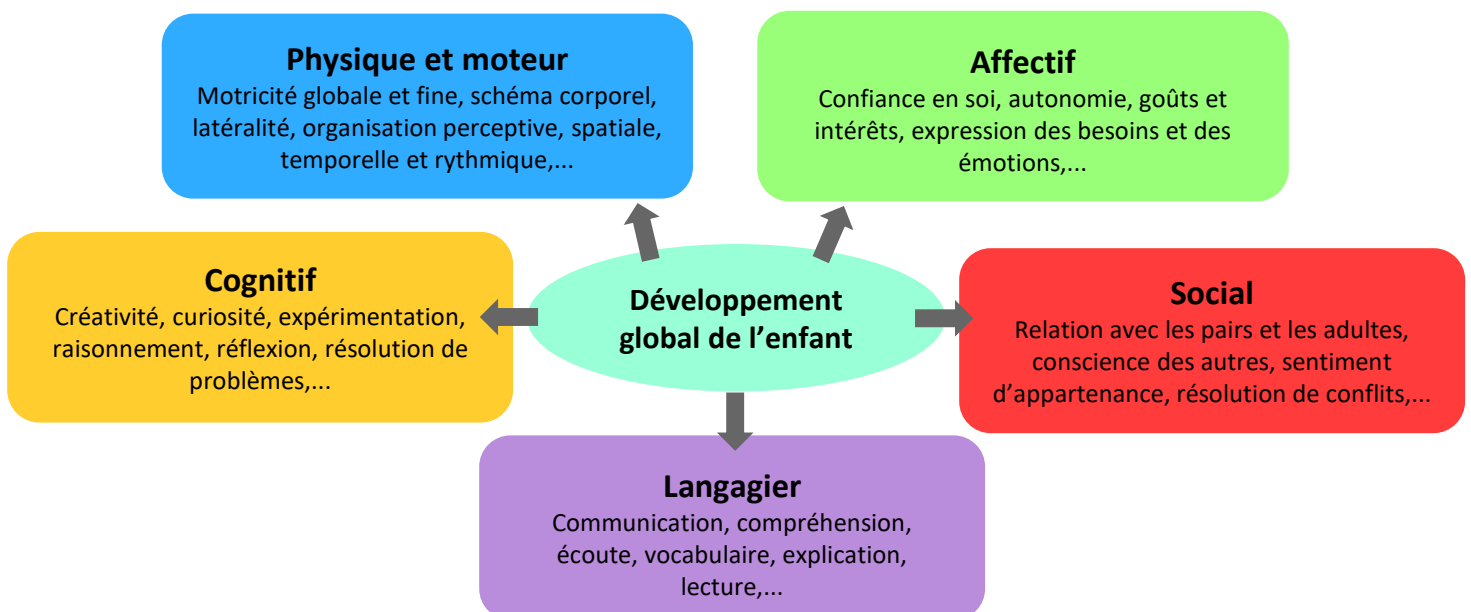 Physique et moteur
Motricité globale et fine, schéma corporel,
latéralité, organisation perceptive, spatiale,
temporelle et rythmique,...
Affectif
Confiance en soi, autonomie, goûts et
intérêts, expression des besoins et des
émotions,...
Cognitif
Créativité, curiosité, expérimentation,
raisonnement, réflexion, résolution de
problèmes,...
Développement
global de l’enfant
Social
Relation avec les pairs et les adultes,
conscience des autres, sentiment
d’appartenance, résolution de conflits,...
Langagier
Communication, compréhension,
écoute, vocabulaire, explication,
lecture,...